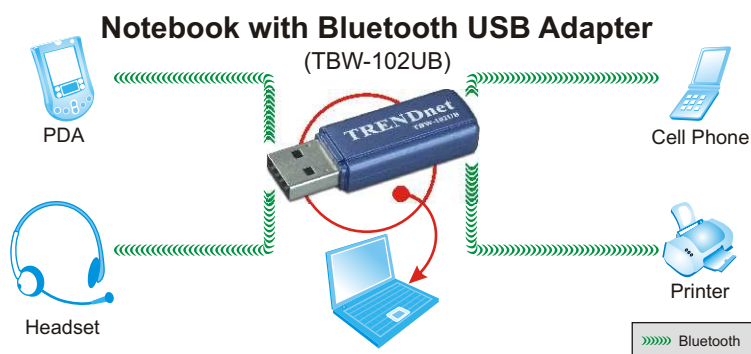 Notebook with Bluetooth USB Adapter
(TBW-102UB)
PDA
TRENDnet
TBW-102UB
Cell Phone
Headset
Printer
Bluetooth